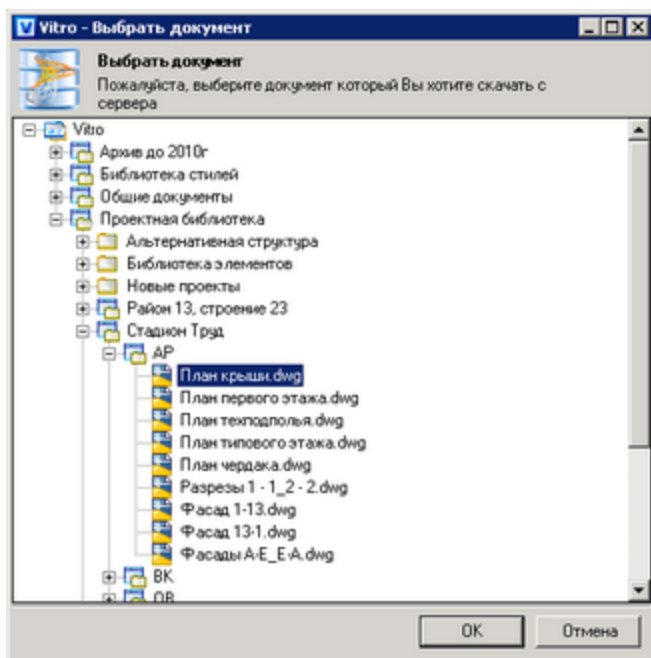 Vitro - Выбрать документ
Выбрать документ
Пожалуйста, выберите документ который Вы хотите скачать с
сервера
Vitro
Архив до 2010г
Библиотека стилей
Общие документы
Проектная библиотека
Альтернативная структура
Библиотека элементов
Новые проекты
Район 13, строение 23
Стадион Труд
АР
План крыши.dwg
План первого этажа.dwg
План техподполья.dwg
План типового этажа.dwg
План чердака.dwg
Разрезы 1 - 1_2 - 2.dwg
Фасад 1-13.dwg
Фасад 13-1.dwg
Фасады А-Е_Е-А.dwg
ВК
ОВ
OK
Отмена